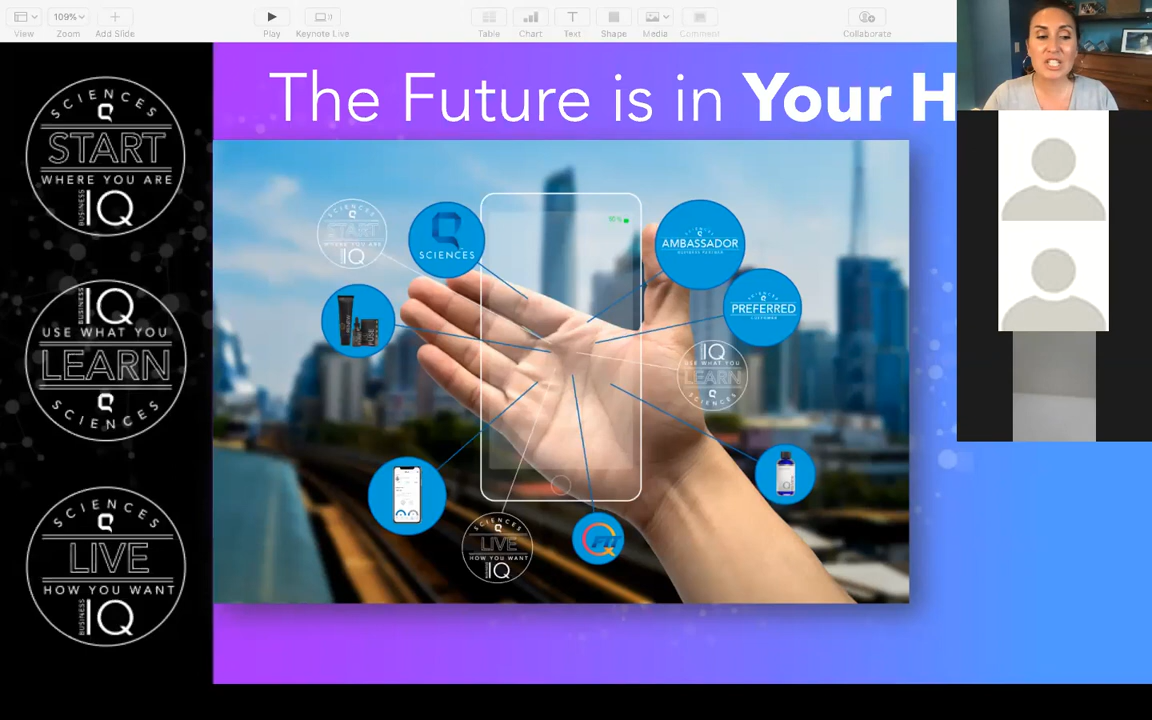 109%
View
Zoom
Add Slide
Play
Keynote Live
Table
Chart
Text
Shape
Media
Comment
Collaborate
The Future is in Your H
SCIENCES
START
WHERE YOU ARE
BUSINESS
IQ
BUSINESS
IQ
USE WHAT YOU
LEARN
SCIENCES
SCIENCES
LIVE
HOW YOU WANT
BUSINESS
IQ
SCIENCES
START
WHERE YOU ARE
IQ
Q
SCIENCES
AMBASSADOR
PREFERRED
IQ
USE WHAT YOU
LEARN
SCIENCES
SCIENCES
LIVE
HOW YOU WANT
IQ
FIT